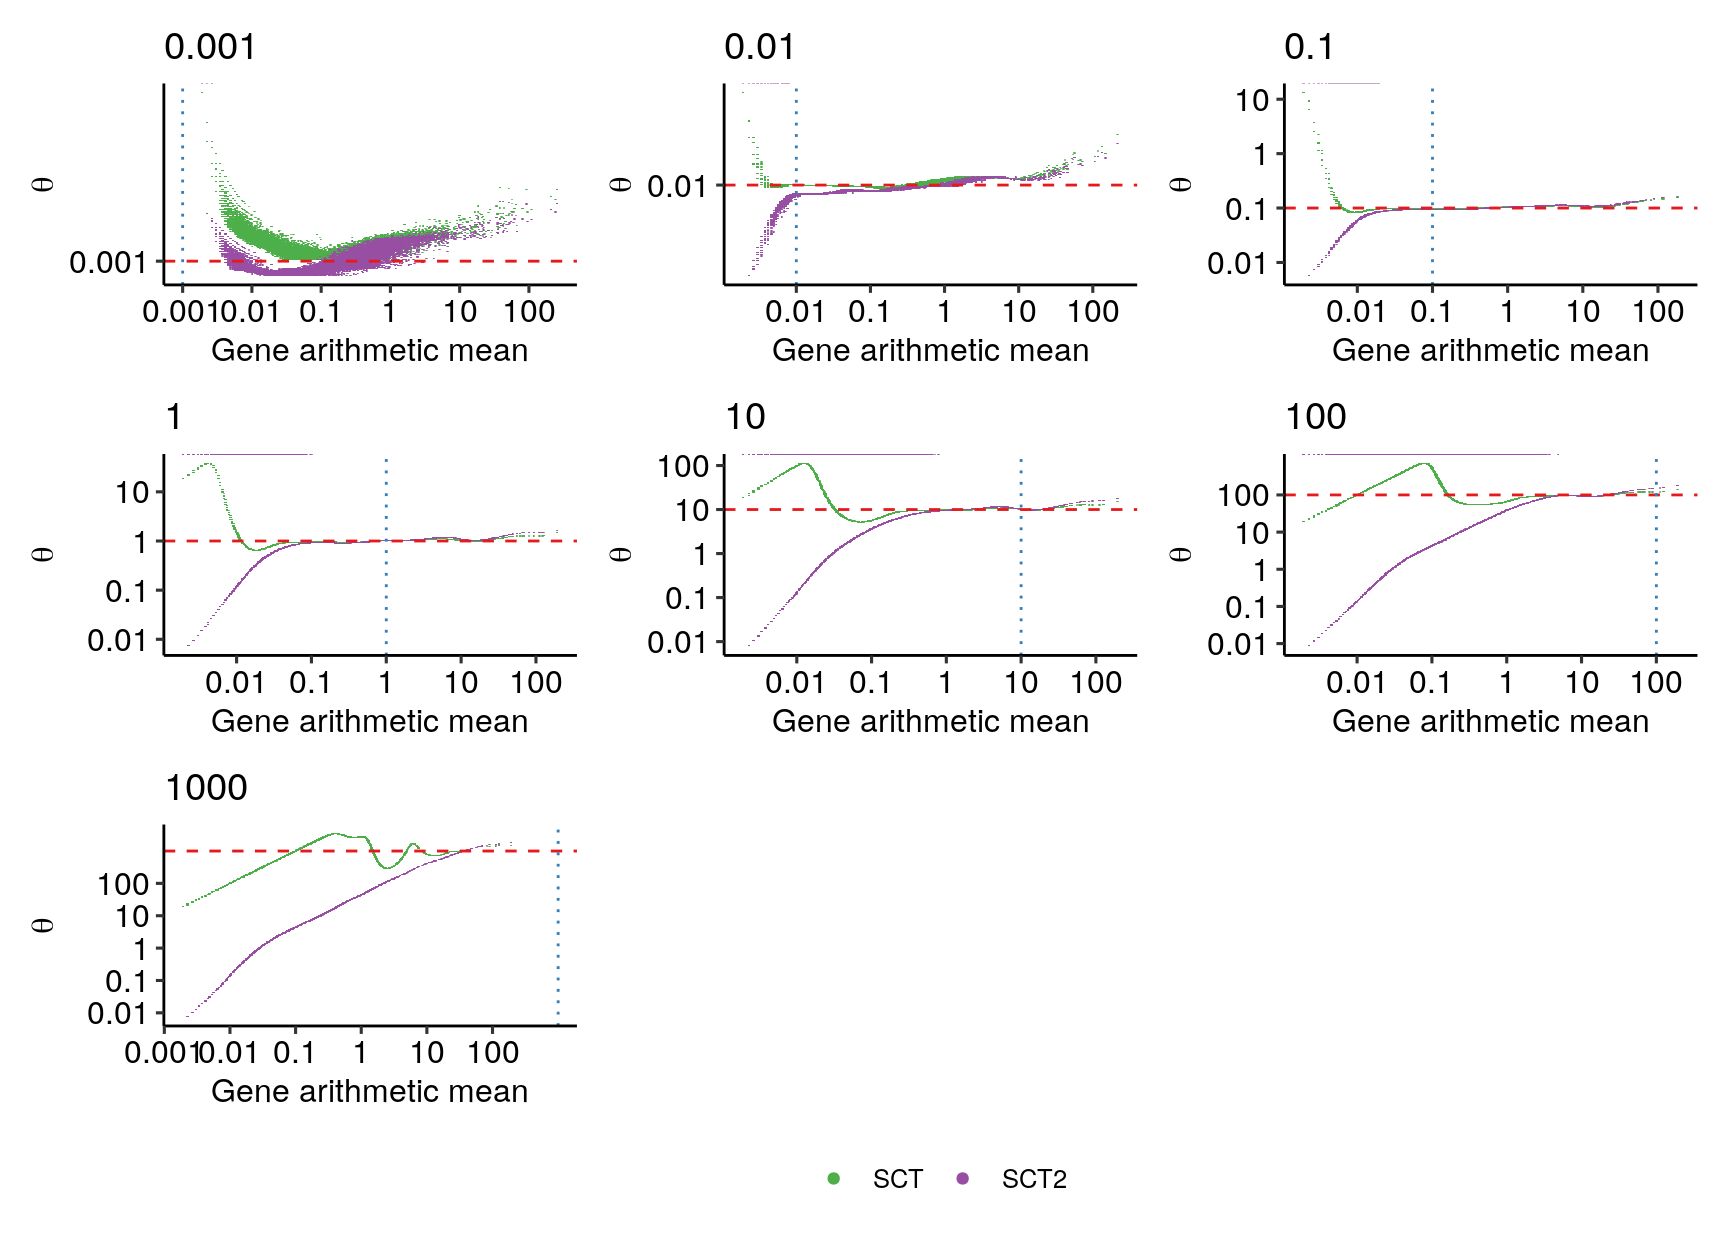 0.001 0.01 0.1
θ 0.001
0.001 0.01 0.1 1 10 100
Gene arithmetic mean
θ 0.01
0.01 0.1 1 10 100
Gene arithmetic mean
10
1
θ 0.1
0.01
0.01 0.1 1 10 100
Gene arithmetic mean
1 10 100
10
θ 1
0.1
0.01
0.01 0.1 1 10 100
Gene arithmetic mean
100
10
θ 1
0.1
0.01
0.01 0.1 1 10 100
Gene arithmetic mean
100
10
θ 1
0.1
0.01
0.01 0.1 1 10 100
Gene arithmetic mean
1000
100
10
θ 1
0.1
0.01
0.001 0.01 0.1 1 10 100
Gene arithmetic mean
SCT SCT2